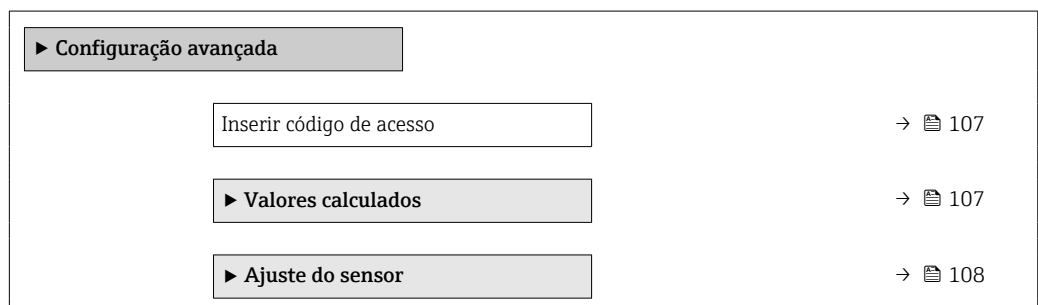 ▶ Configuração avançada
Inserir código de acesso → 107
▶ Valores calculados → 107
▶ Ajuste do sensor → 108